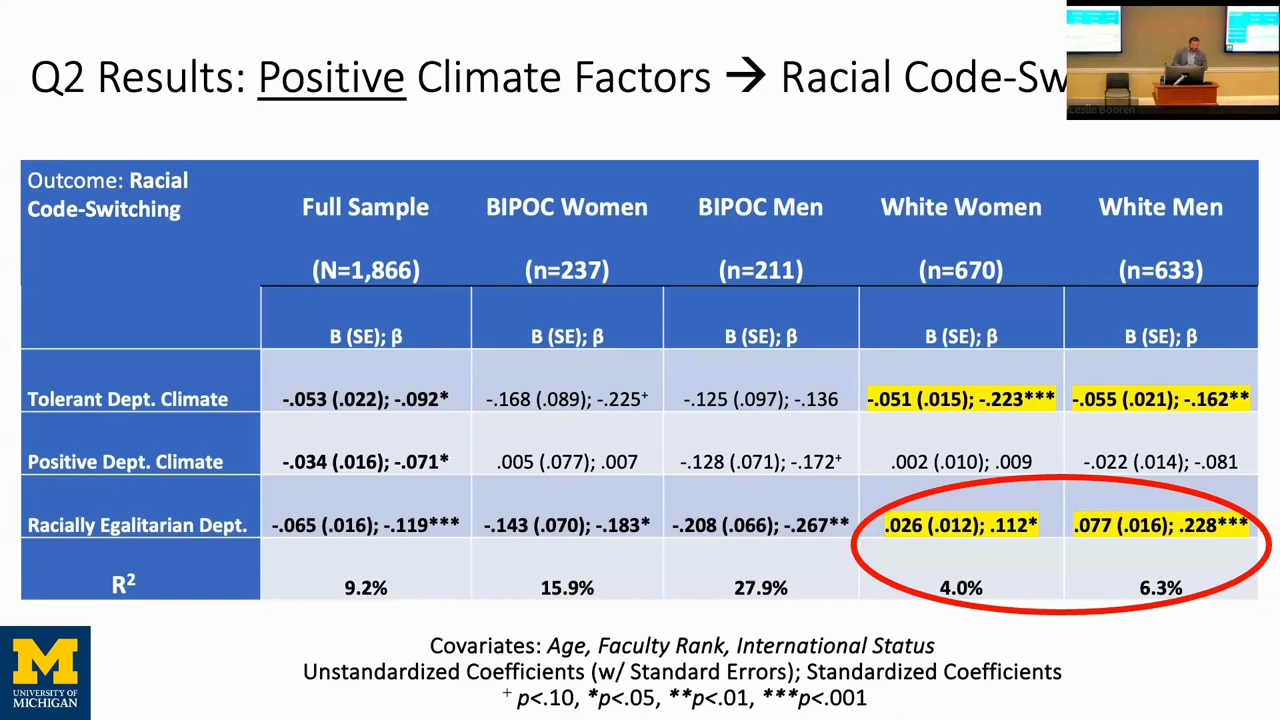 Q2 Results: Positive Climate Factors → Racial Code-Sw
Leslie Booren
Outcome: Racial Code-Switching
Full Sample (N=1,866)
BIPOC Women (n=237)
BIPOC Men (n=211)
White Women (n=670)
White Men (n=633)
B (SE); β B (SE); β B (SE); β B (SE); β B (SE); β
Tolerant Dept. Climate -.053 (.022); -.092* -.168 (.089); -.225⁺ -.125 (.097); -.136 -.051 (.015); -.223*** -.055 (.021); -.162**
Positive Dept. Climate -.034 (.016); -.071* .005 (.077); .007 -.128 (.071); -.172⁺ .002 (.010); .009 -.022 (.014); -.081
Racially Egalitarian Dept. -.065 (.016); -.119*** -.143 (.070); -.183* -.208 (.066); -.267** .026 (.012); .112* .077 (.016); .228***
R² 9.2% 15.9% 27.9% 4.0% 6.3%
Covariates: Age, Faculty Rank, International Status
Unstandardized Coefficients (w/ Standard Errors); Standardized Coefficients
⁺ p<.10, *p<.05, **p<.01, ***p<.001
M
UNIVERSITY OF
MICHIGAN